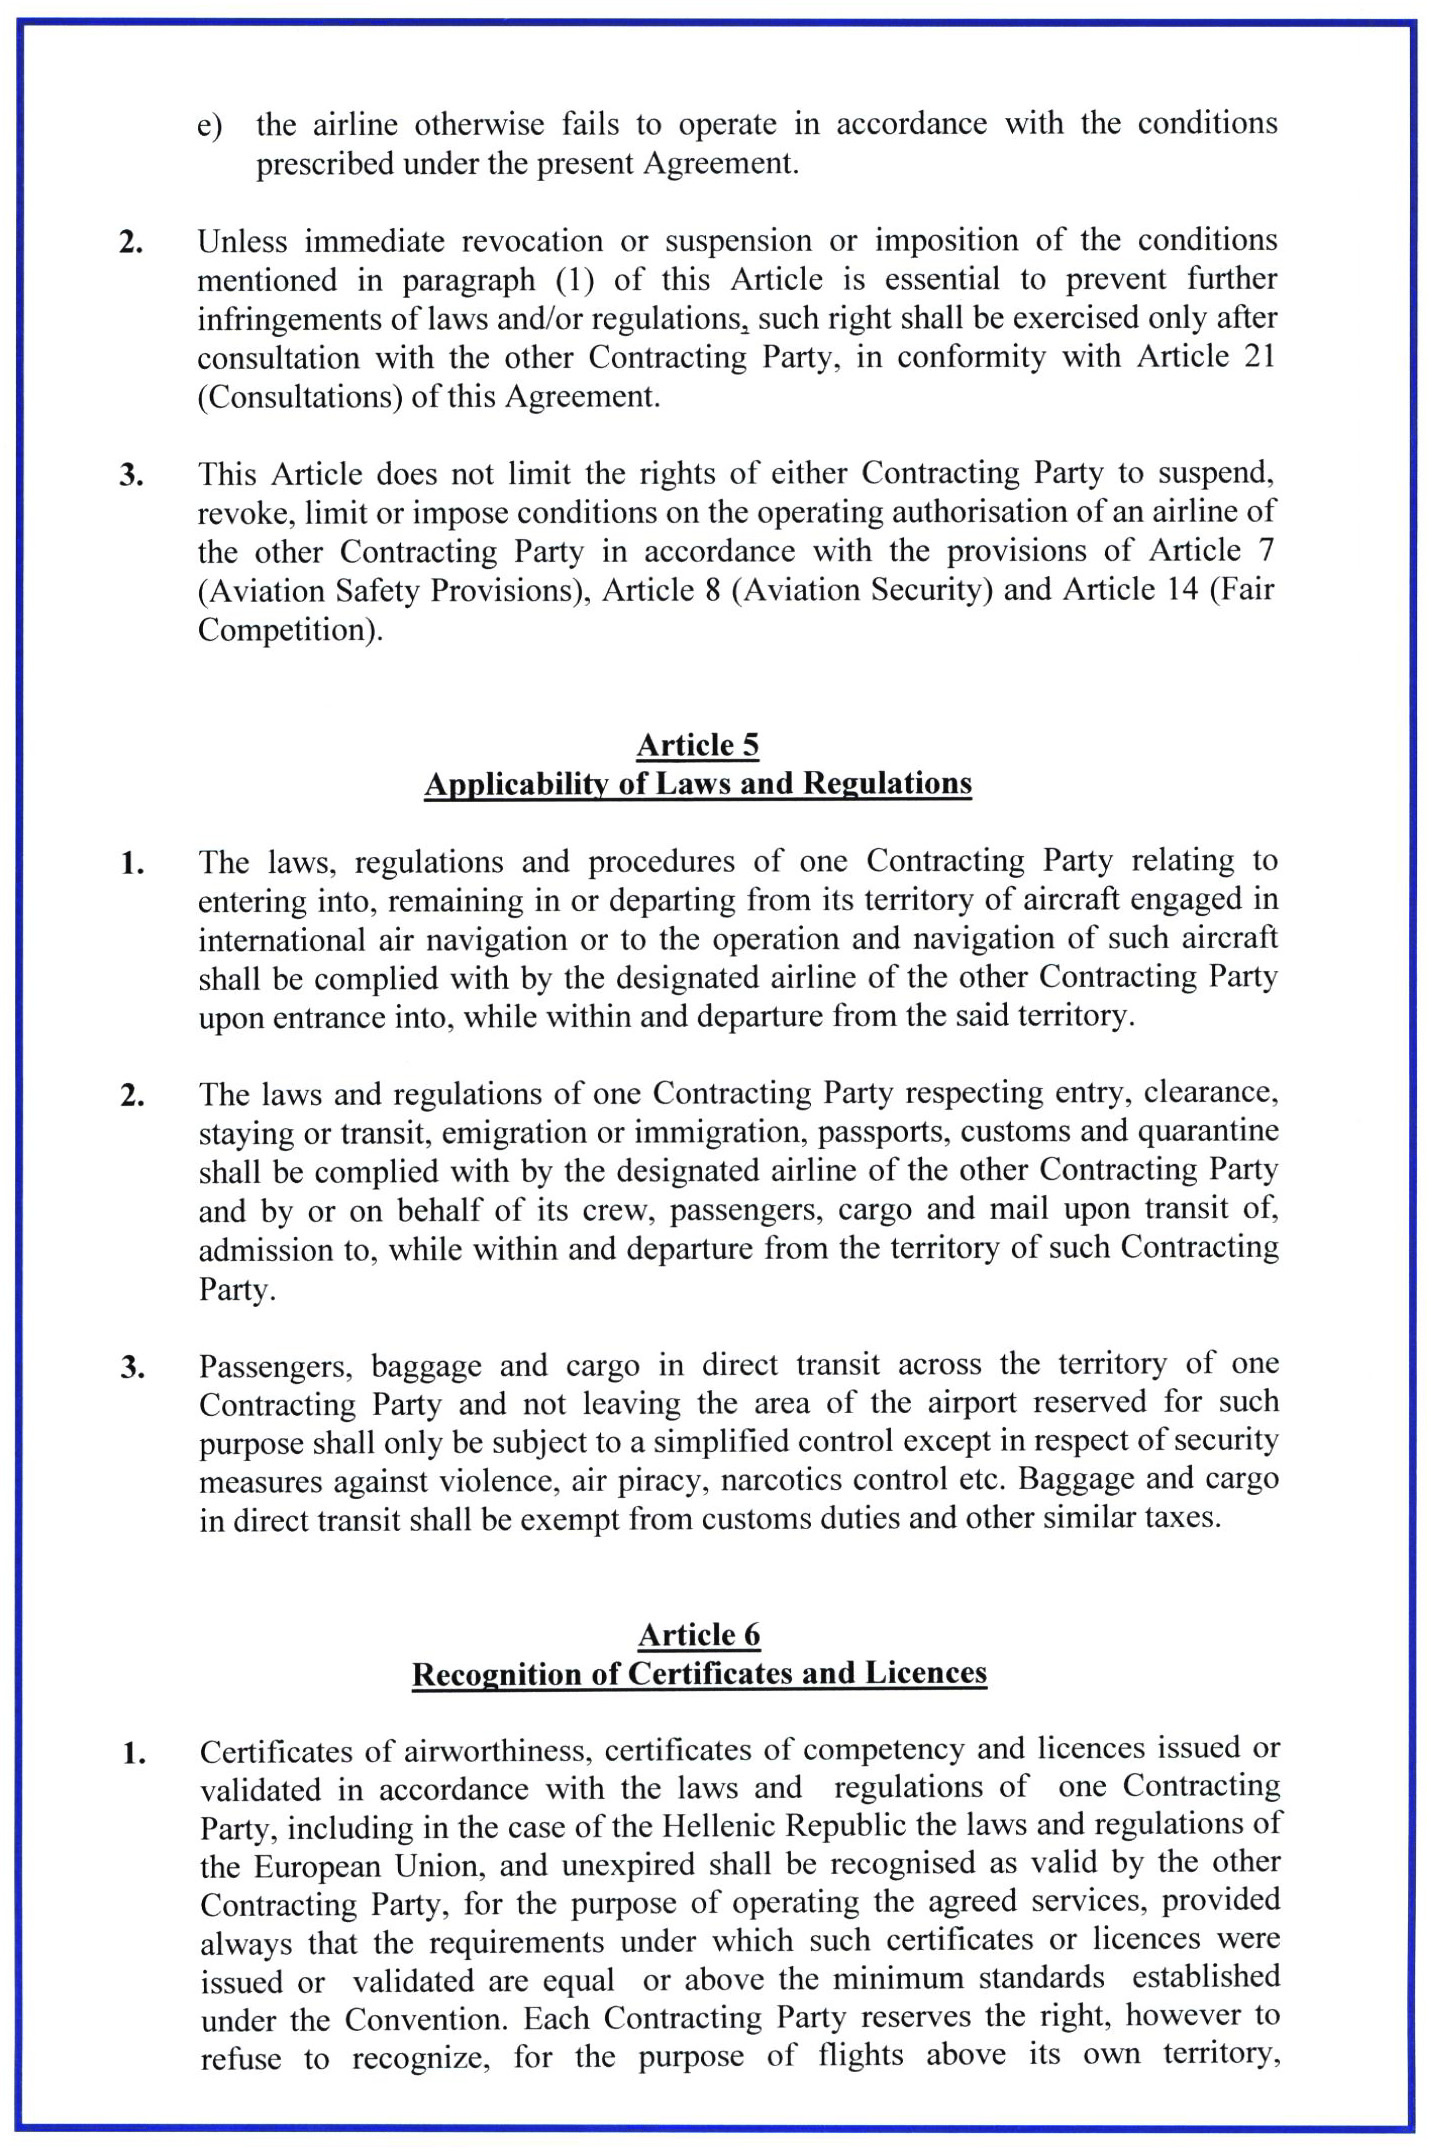 e) the airline otherwise fails to operate in accordance with the conditions
prescribed under the present Agreement.
2. Unless immediate revocation or suspension or imposition of the conditions
mentioned in paragraph (1) of this Article is essential to prevent further
infringements of laws and/or regulations, such right shall be exercised only after
consultation with the other Contracting Party, in conformity with Article 21
(Consultations) of this Agreement.
3. This Article does not limit the rights of either Contracting Party to suspend,
revoke, limit or impose conditions on the operating authorisation of an airline of
the other Contracting Party in accordance with the provisions of Article 7
(Aviation Safety Provisions), Article 8 (Aviation Security) and Article 14 (Fair
Competition).
Article 5
Applicability of Laws and Regulations
1. The laws, regulations and procedures of one Contracting Party relating to
entering into, remaining in or departing from its territory of aircraft engaged in
international air navigation or to the operation and navigation of such aircraft
shall be complied with by the designated airline of the other Contracting Party
upon entrance into, while within and departure from the said territory.
2. The laws and regulations of one Contracting Party respecting entry, clearance,
staying or transit, emigration or immigration, passports, customs and quarantine
shall be complied with by the designated airline of the other Contracting Party
and by or on behalf of its crew, passengers, cargo and mail upon transit of,
admission to, while within and departure from the territory of such Contracting
Party.
3. Passengers, baggage and cargo in direct transit across the territory of one
Contracting Party and not leaving the area of the airport reserved for such
purpose shall only be subject to a simplified control except in respect of security
measures against violence, air piracy, narcotics control etc. Baggage and cargo
in direct transit shall be exempt from customs duties and other similar taxes.
Article 6
Recognition of Certificates and Licences
1. Certificates of airworthiness, certificates of competency and licences issued or
validated in accordance with the laws and regulations of one Contracting
Party, including in the case of the Hellenic Republic the laws and regulations of
the European Union, and unexpired shall be recognised as valid by the other
Contracting Party, for the purpose of operating the agreed services, provided
always that the requirements under which such certificates or licences were
issued or validated are equal or above the minimum standards established
under the Convention. Each Contracting Party reserves the right, however to
refuse to recognize, for the purpose of flights above its own territory,